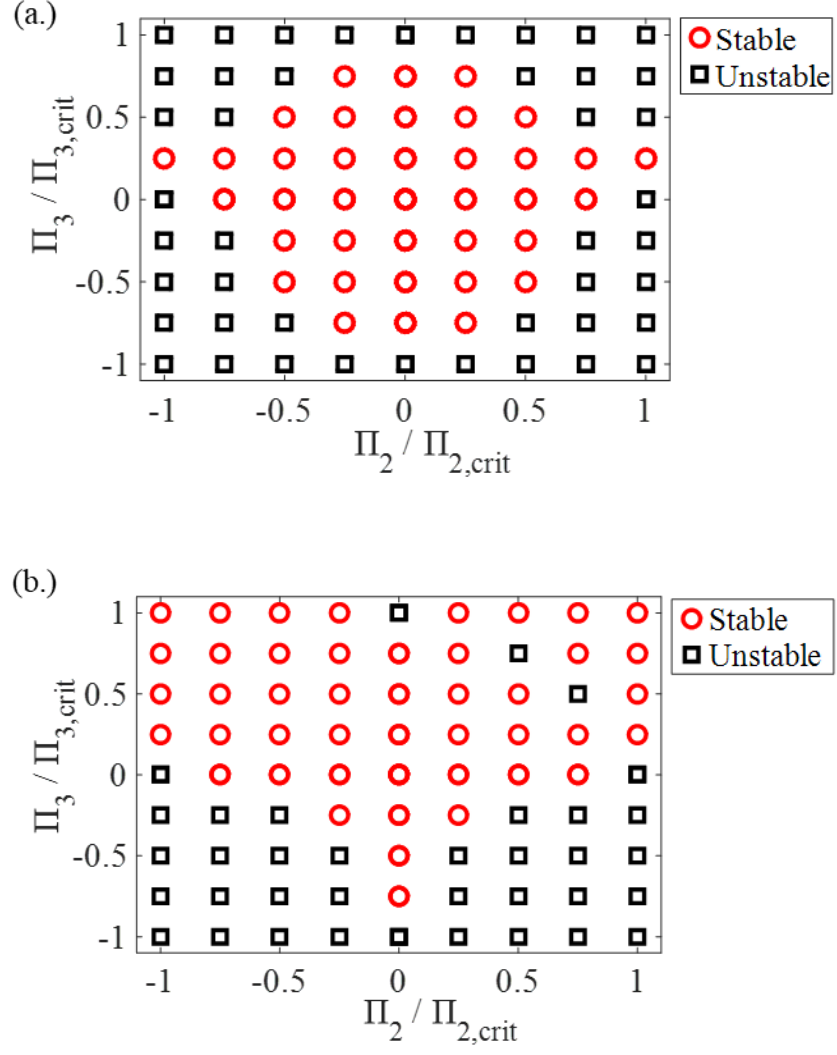 (a.)
1
0.5
0
-0.5
-1
Π3 / Π3,crit
-1
-0.5
0
0.5
1
Π2 / Π2,crit
Stable
Unstable
(b.)
1
0.5
0
-0.5
-1
Π3 / Π3,crit
-1
-0.5
0
0.5
1
Π2 / Π2,crit
Stable
Unstable